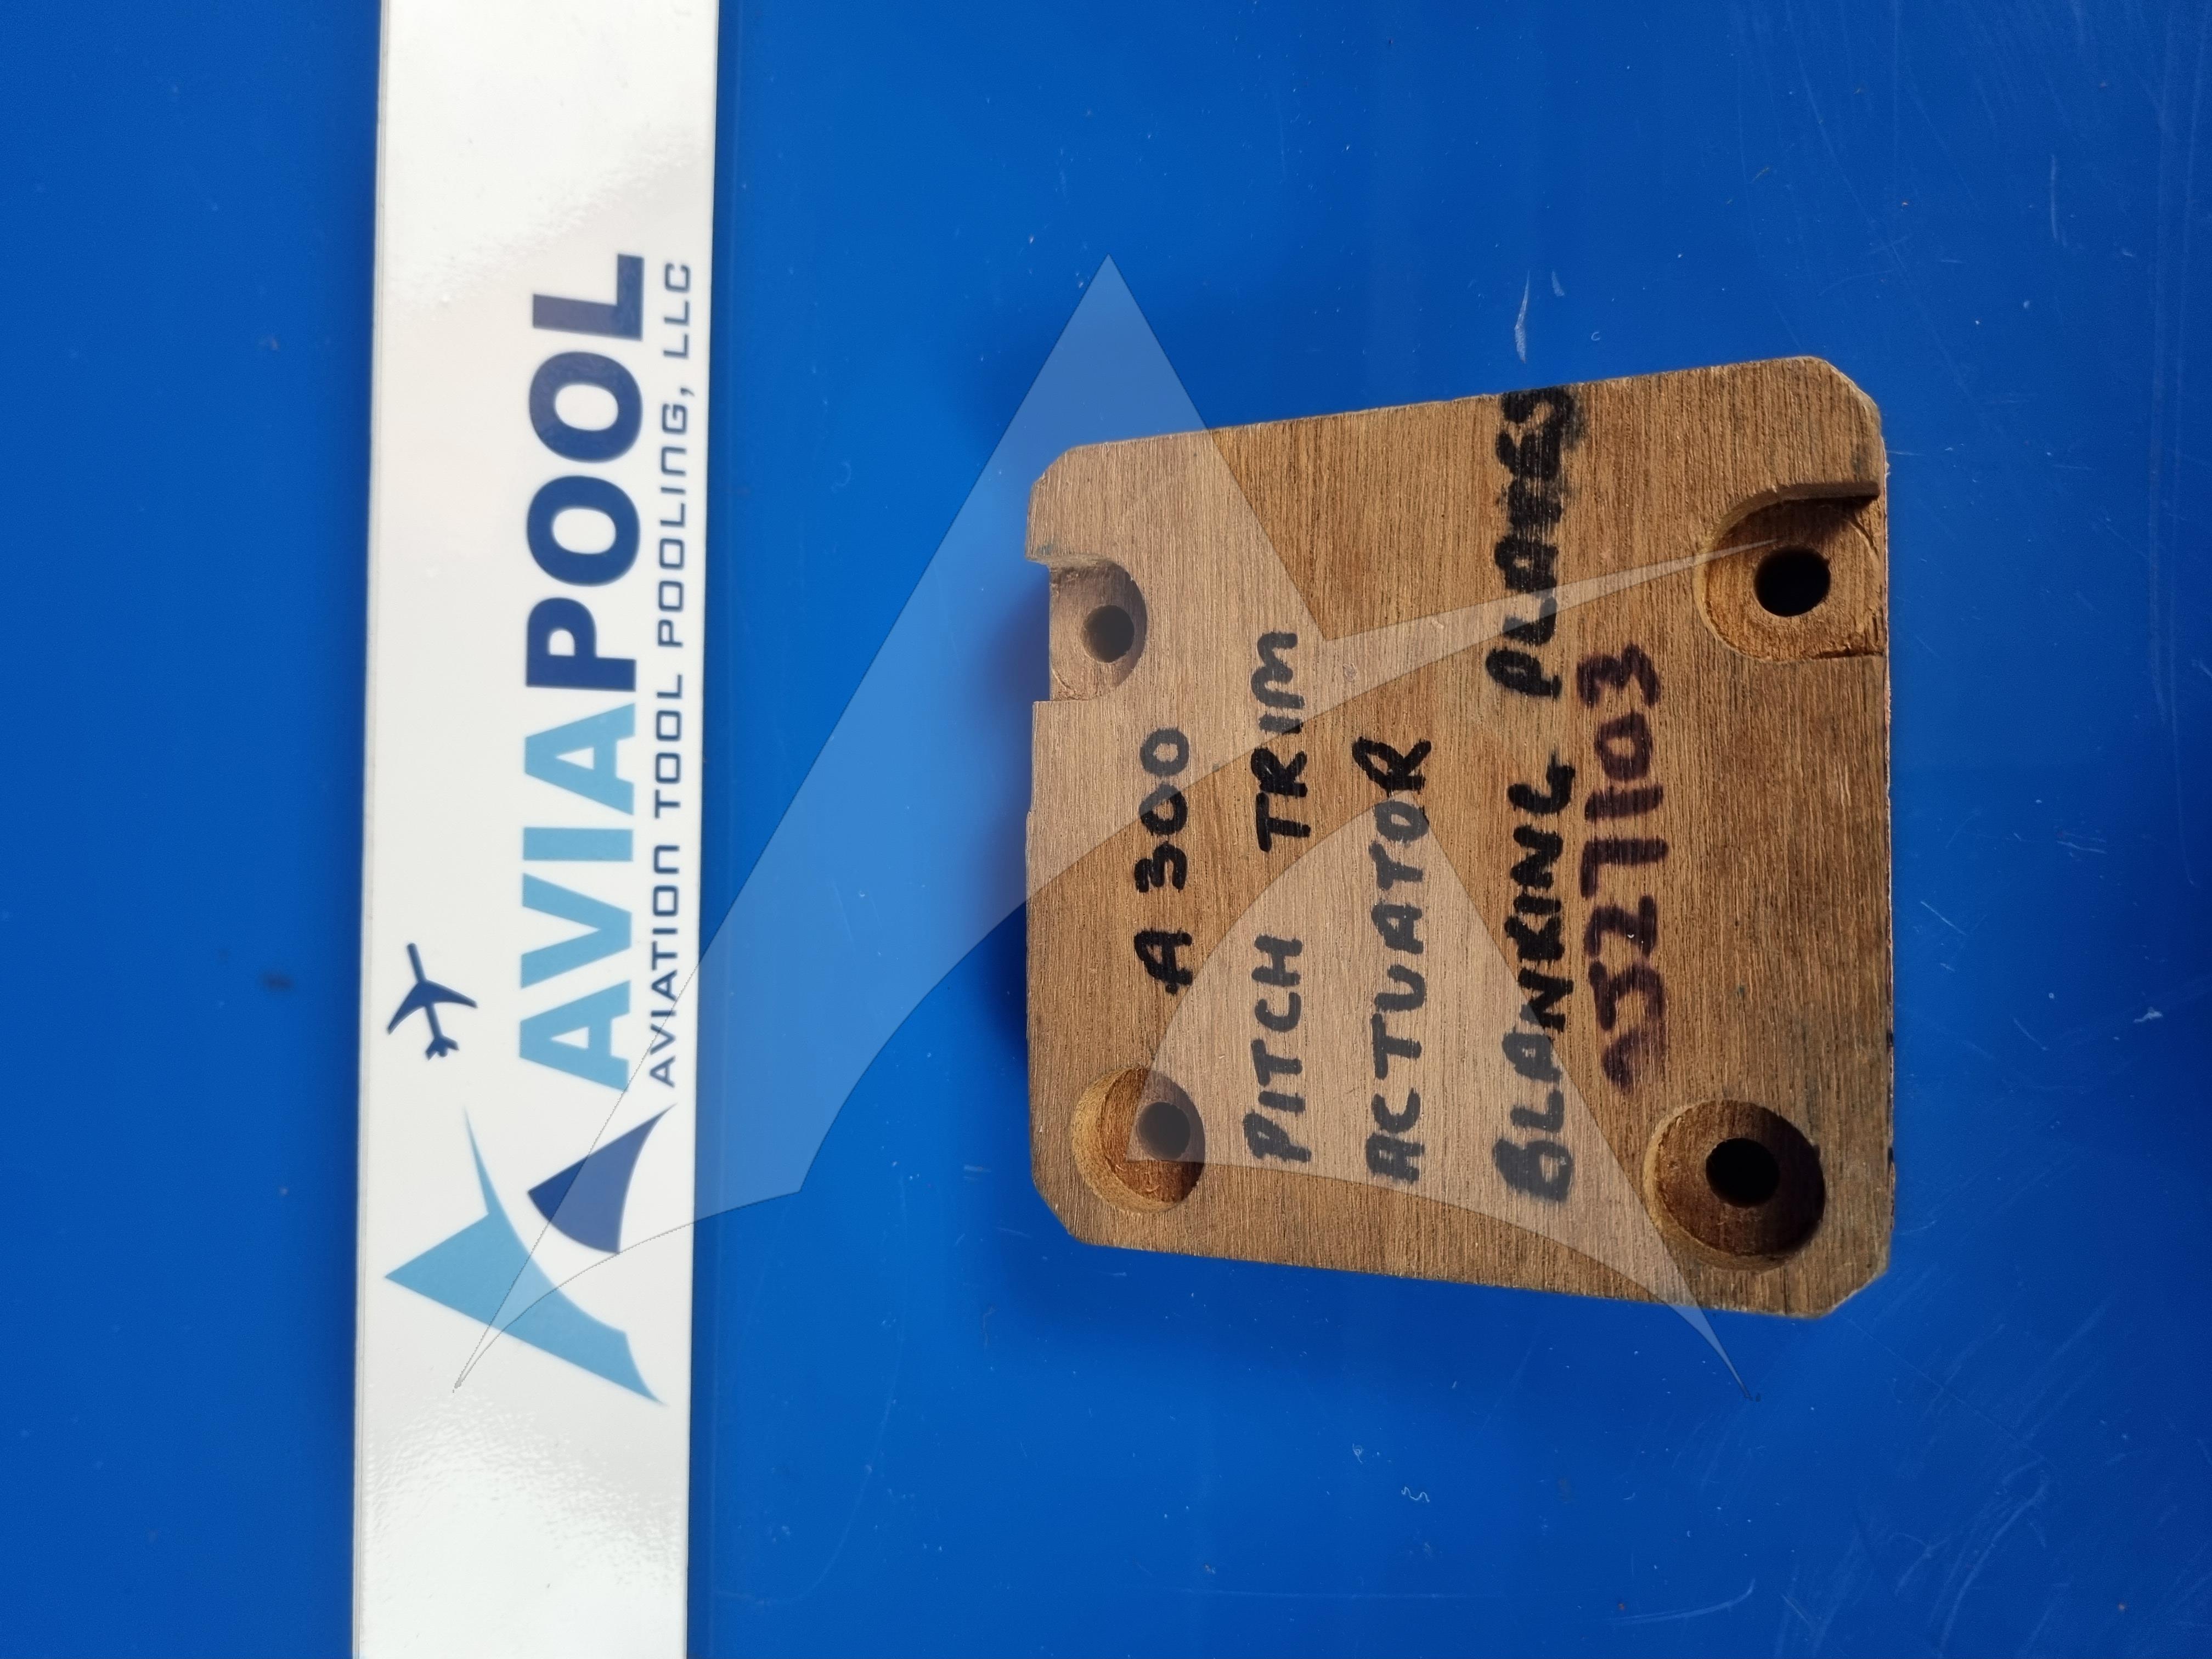 AVIAPOOL
AVIATION TOOL POOLING, LLC
A 300
PITCH TRIM
ACTUATOR
BLANKING PLATES